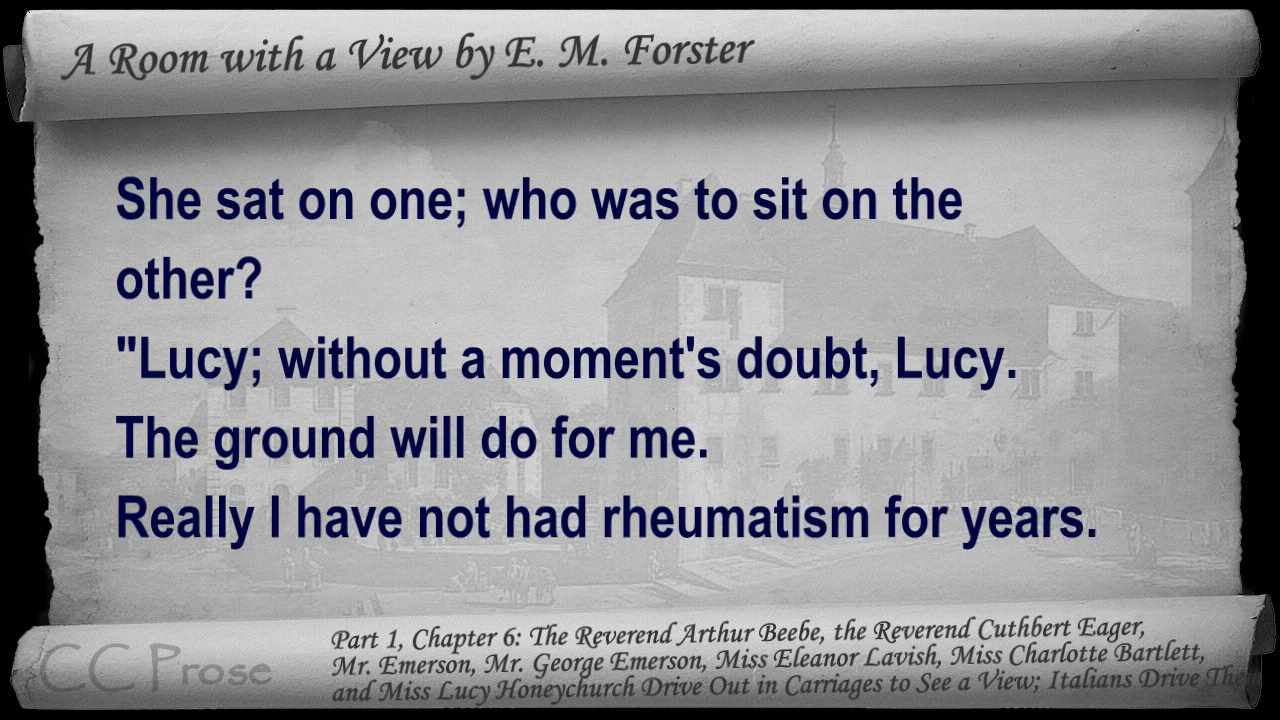 A Room with a View by E. M. Forster
She sat on one; who was to sit on the
other?
"Lucy; without a moment's doubt, Lucy.
The ground will do for me.
Really I have not had rheumatism for years.
CC Prose
Part 1, Chapter 6: The Reverend Arthur Beebe, the Reverend Cuthbert Eager,
Mr. Emerson, Mr. George Emerson, Miss Eleanor Lavish, Miss Charlotte Bartlett,
and Miss Lucy Honeychurch Drive Out in Carriages to See a View; Italians Drive